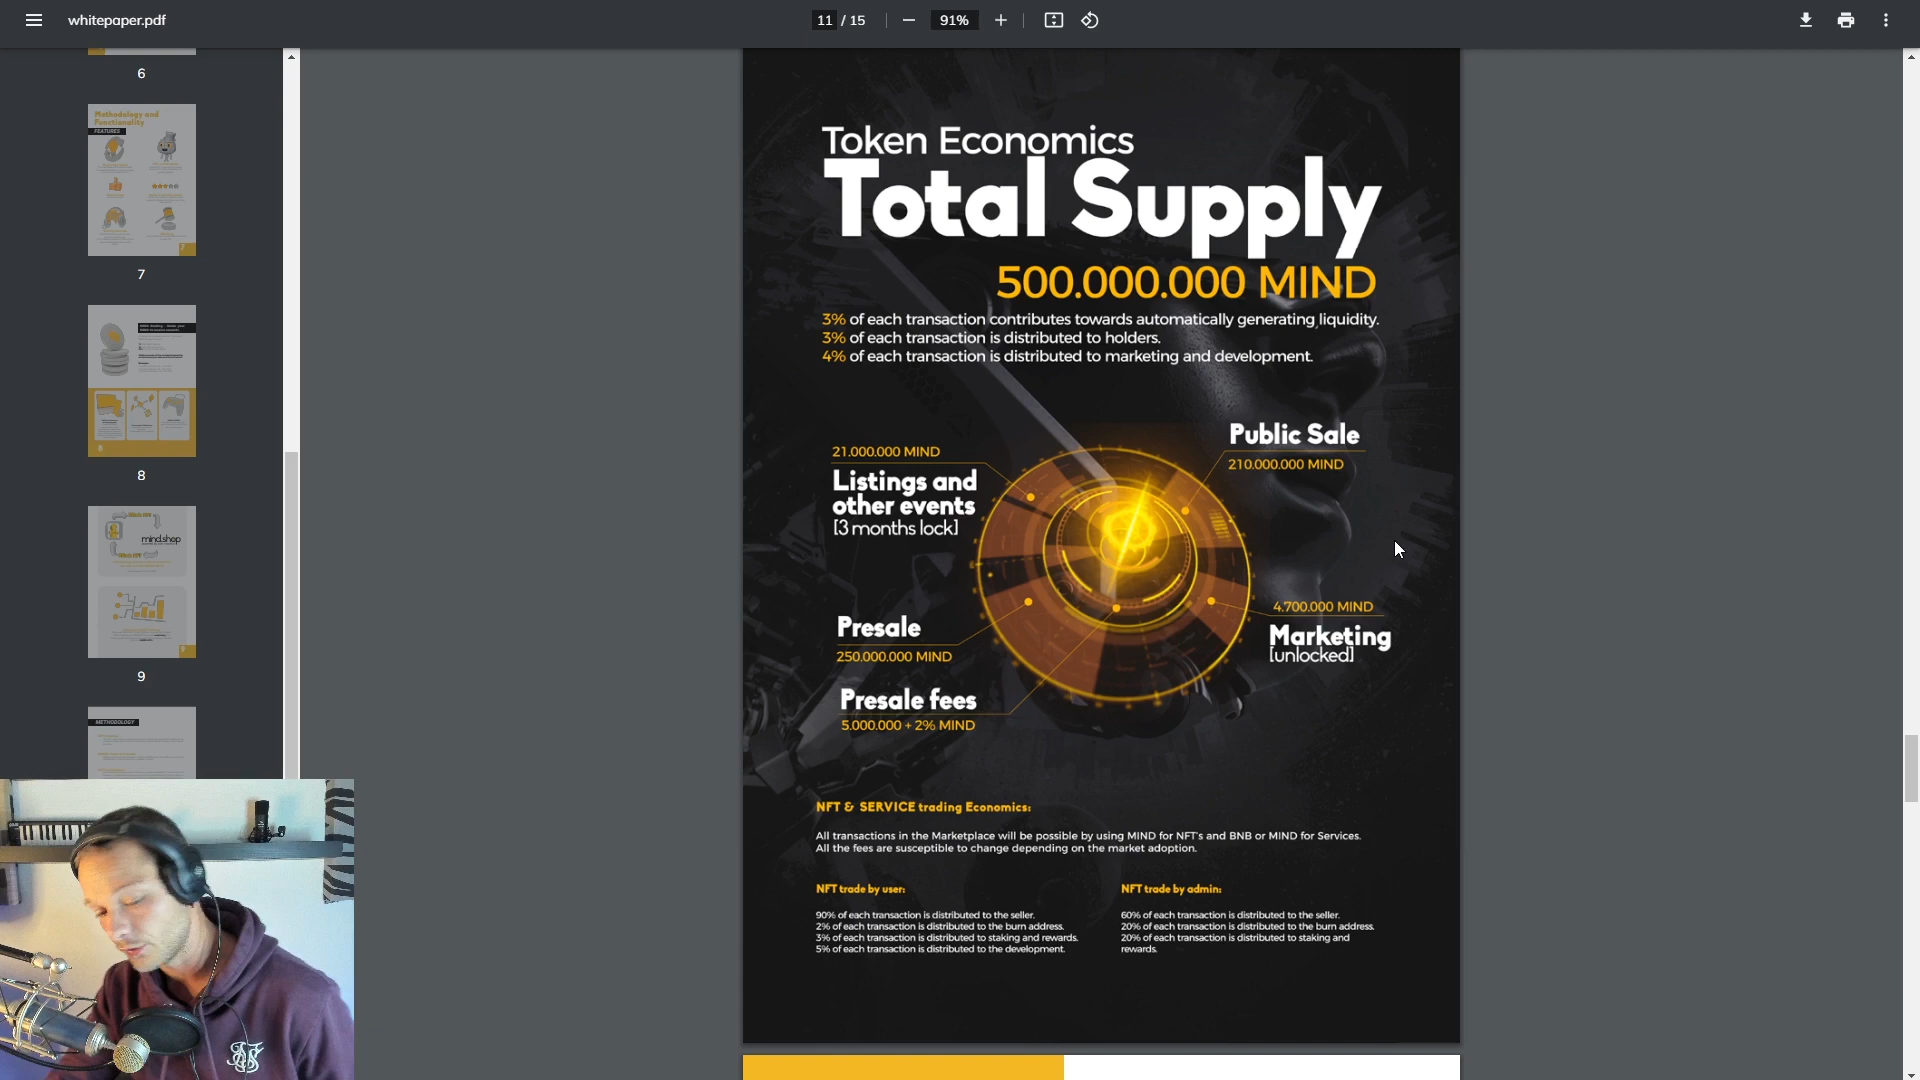 whitepaper.pdf
11 / 15
91%
6
Methodology and
Functionality
FEATURES
7
8
mind.shop
9
METHODOLOGY
Token Economics
Total Supply
500.000.000 MIND
3% of each transaction contributes towards automatically generating liquidity.
3% of each transaction is distributed to holders.
4% of each transaction is distributed to marketing and development.
21.000.000 MIND
Listings and
other events
[3 months lock]
Public Sale
210.000.000 MIND
Presale
250.000.000 MIND
Presale fees
5.000.000 + 2% MIND
4.700.000 MIND
Marketing
[unlocked]
NFT & SERVICE trading Economics:
All transactions in the Marketplace will be possible by using MIND for NFT's and BNB or MIND for Services.
All the fees are susceptible to change depending on the market adoption.
NFT trade by user:
90% of each transaction is distributed to the seller.
2% of each transaction is distributed to the burn address.
3% of each transaction is distributed to staking and rewards.
5% of each transaction is distributed to the development.
NFT trade by admin:
60% of each transaction is distributed to the seller.
20% of each transaction is distributed to the burn address.
20% of each transaction is distributed to staking and
rewards.